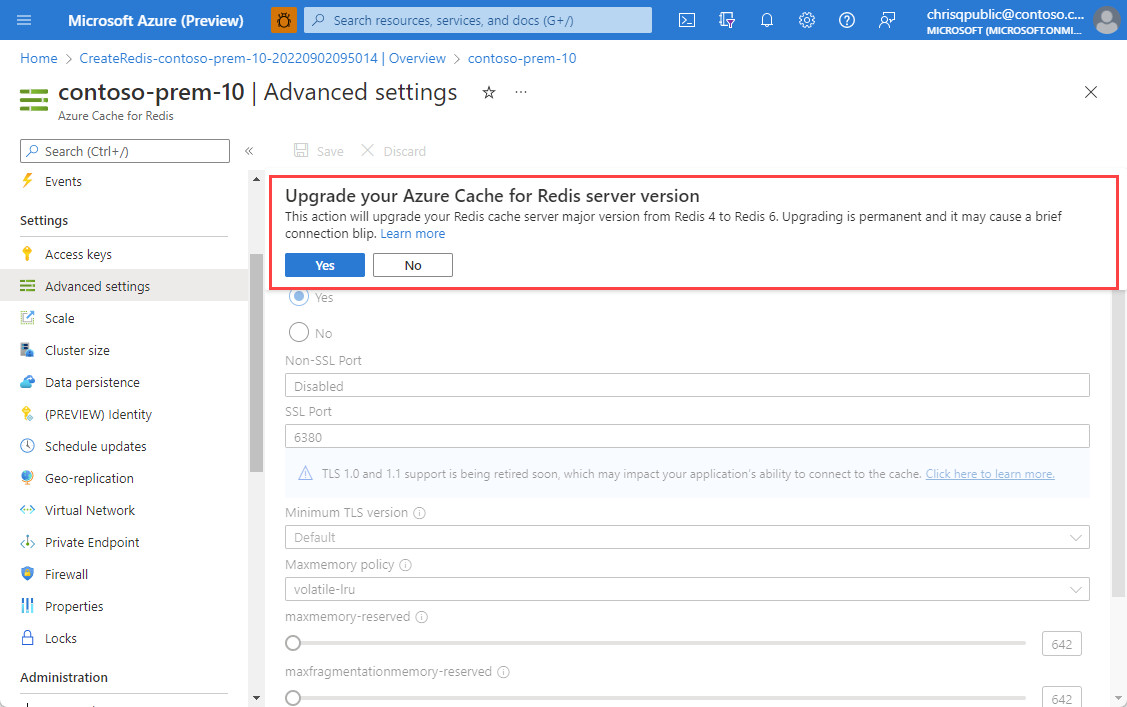 Microsoft Azure (Preview)
Search resources, services, and docs (G+/)
chrisqpublic@contoso.c...
MICROSOFT (MICROSOFT.ONMI...
Home > CreateRedis-contoso-prem-10-20220902095014 | Overview > contoso-prem-10
contoso-prem-10 | Advanced settings
Azure Cache for Redis
Search (Ctrl+/)
Events
Settings
Access keys
Advanced settings
Scale
Cluster size
Data persistence
(PREVIEW) Identity
Schedule updates
Geo-replication
Virtual Network
Private Endpoint
Firewall
Properties
Locks
Administration
Save
Discard
Upgrade your Azure Cache for Redis server version
This action will upgrade your Redis cache server major version from Redis 4 to Redis 6. Upgrading is permanent and it may cause a brief
connection blip. Learn more
Yes
No
Yes
No
Non-SSL Port
Disabled
SSL Port
6380
TLS 1.0 and 1.1 support is being retired soon, which may impact your application's ability to connect to the cache. Click here to learn more.
Minimum TLS version
Default
Maxmemory policy
volatile-lru
maxmemory-reserved
642
maxfragmentationmemory-reserved
642